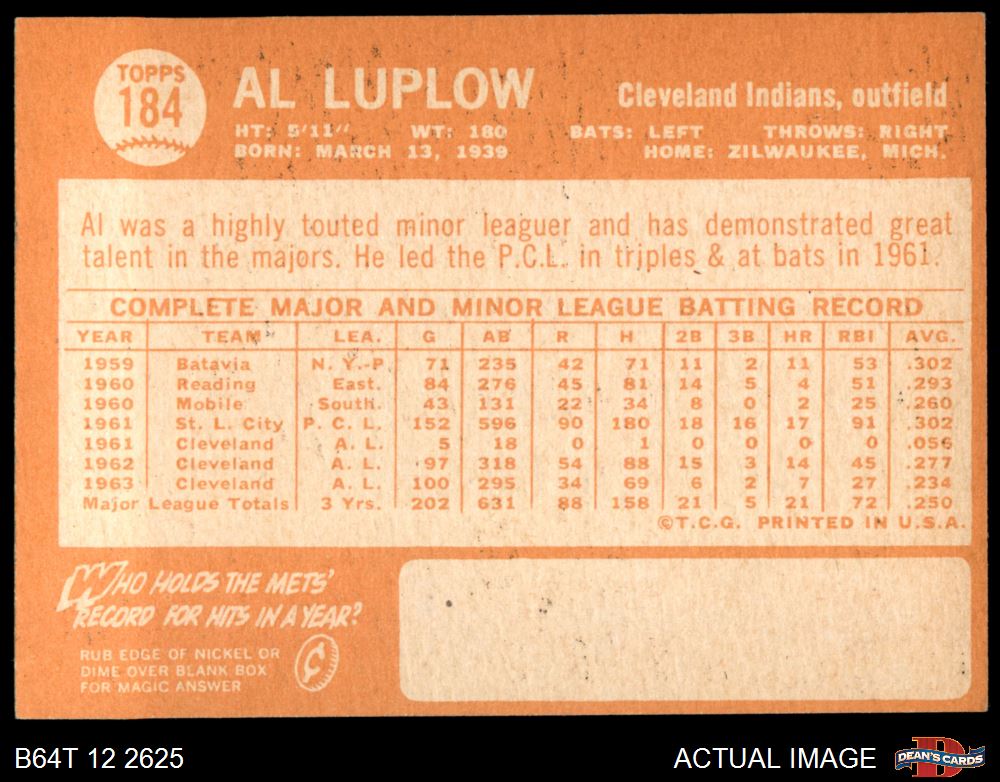 TOPPS
184
AL LUPLOW
Cleveland Indians, outfield
HT: 5'11" WT: 180 BATS: LEFT THROWS: RIGHT
BORN: MARCH 13, 1939 HOME: ZILWAUKEE, MICH.
Al was a highly touted minor leaguer and has demonstrated great
talent in the majors. He led the P.C.L. in triples & at bats in 1961.
COMPLETE MAJOR AND MINOR LEAGUE BATTING RECORD
YEAR TEAM LEA. G AB R H 2B 3B HR RBI AVG.
1959 Batavia N. Y.-P 71 235 42 71 11 2 11 53 .302
1960 Reading East. 84 276 45 81 14 5 4 51 .293
1960 Mobile South. 43 131 22 34 8 0 2 25 .260
1961 St. L. City P. C. L. 152 596 90 180 18 16 17 91 .302
1961 Cleveland A. L. 5 18 0 1 0 0 0 0 .056
1962 Cleveland A. L. 97 318 54 88 15 3 14 45 .277
1963 Cleveland A. L. 100 295 34 69 6 2 7 27 .234
Major League Totals 3 Yrs. 202 631 88 158 21 5 21 72 .250
©T.C.G. PRINTED IN U.S.A.
WHO HOLDS THE METS'
RECORD FOR HITS IN A YEAR?
RUB EDGE OF NICKEL OR
DIME OVER BLANK BOX
FOR MAGIC ANSWER
¢
B64T 12 2625
ACTUAL IMAGE
D
DEAN'S CARDS